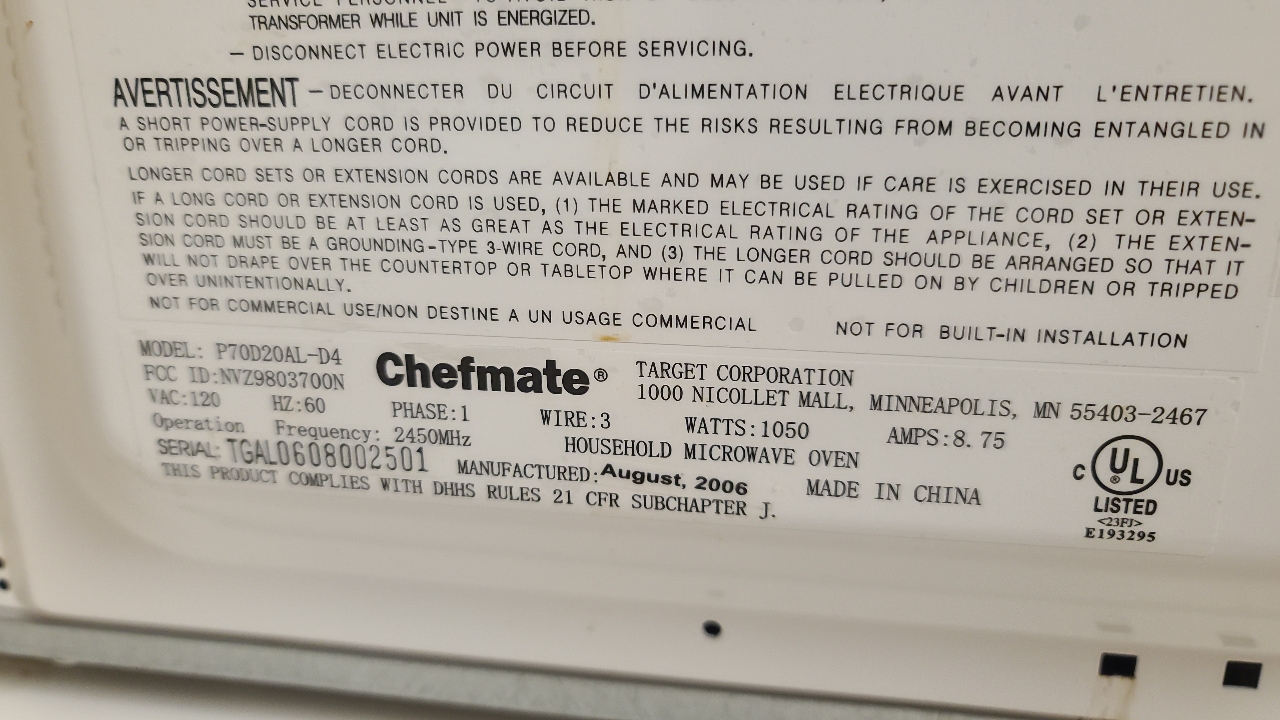 TRANSFORMER WHILE UNIT IS ENERGIZED.
— DISCONNECT ELECTRIC POWER BEFORE SERVICING.
AVERTISSEMENT — DECONNECTER DU CIRCUIT D'ALIMENTATION ELECTRIQUE AVANT L'ENTRETIEN.
A SHORT POWER-SUPPLY CORD IS PROVIDED TO REDUCE THE RISKS RESULTING FROM BECOMING ENTANGLED IN
OR TRIPPING OVER A LONGER CORD.
LONGER CORD SETS OR EXTENSION CORDS ARE AVAILABLE AND MAY BE USED IF CARE IS EXERCISED IN THEIR USE.
IF A LONG CORD OR EXTENSION CORD IS USED, (1) THE MARKED ELECTRICAL RATING OF THE CORD SET OR EXTEN-
SION CORD SHOULD BE AT LEAST AS GREAT AS THE ELECTRICAL RATING OF THE APPLIANCE, (2) THE EXTEN-
SION CORD MUST BE A GROUNDING-TYPE 3-WIRE CORD, AND (3) THE LONGER CORD SHOULD BE ARRANGED SO THAT IT
WILL NOT DRAPE OVER THE COUNTERTOP OR TABLETOP WHERE IT CAN BE PULLED ON BY CHILDREN OR TRIPPED
OVER UNINTENTIONALLY.
NOT FOR COMMERCIAL USE/NON DESTINE A UN USAGE COMMERCIAL NOT FOR BUILT-IN INSTALLATION
MODEL: P70D20AL-D4 Chefmate® TARGET CORPORATION
FCC ID:NVZ9803700N 1000 NICOLLET MALL, MINNEAPOLIS, MN 55403-2467
VAC:120 HZ:60 PHASE:1 WIRE:3 WATTS:1050 AMPS:8.75
Operation Frequency: 2450MHz HOUSEHOLD MICROWAVE OVEN
SERIAL: TGAL0608002501 MANUFACTURED: August, 2006 MADE IN CHINA
THIS PRODUCT COMPLIES WITH DHHS RULES 21 CFR SUBCHAPTER J.
C UL® US
LISTED
<23FJ>
E193295